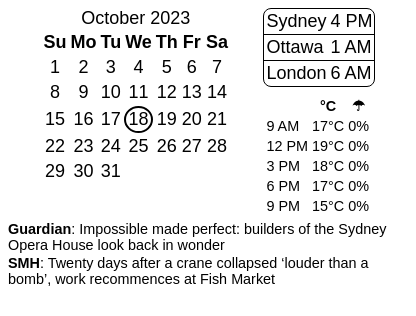 October 2023
Su Mo Tu We Th Fr Sa
1 2 3 4 5 6 7
8 9 10 11 12 13 14
15 16 17 18 19 20 21
22 23 24 25 26 27 28
29 30 31
Sydney 4 PM
Ottawa 1 AM
London 6 AM
°C ☂
9 AM 17°C 0%
12 PM 19°C 0%
3 PM 18°C 0%
6 PM 17°C 0%
9 PM 15°C 0%
Guardian: Impossible made perfect: builders of the Sydney
Opera House look back in wonder
SMH: Twenty days after a crane collapsed ‘louder than a
bomb’, work recommences at Fish Market